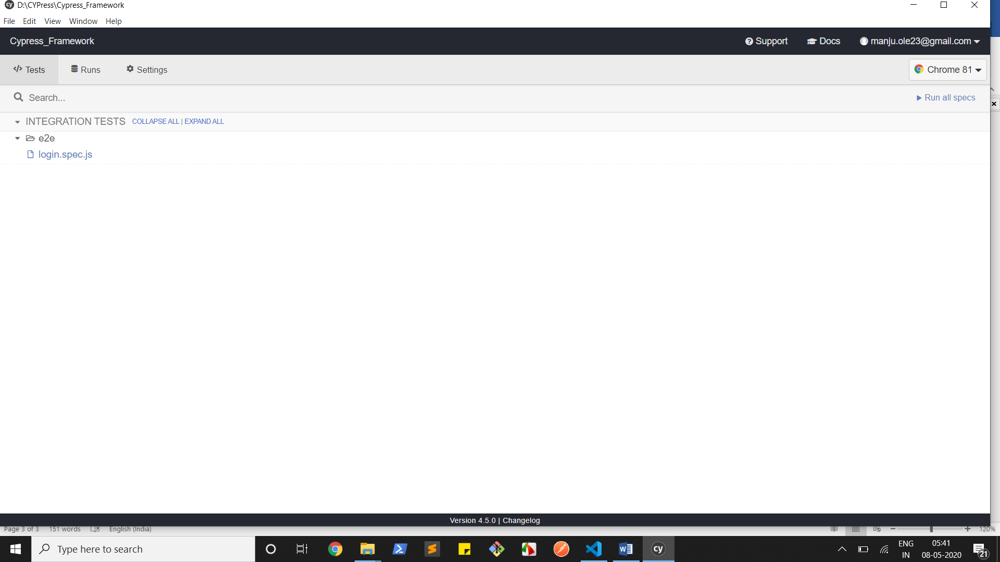 cy D:\CYPress\Cypress_Framework
File Edit View Window Help
Cypress_Framework Support Docs manju.ole23@gmail.com
Tests Runs Settings Chrome 81
Search... Run all specs
INTEGRATION TESTS COLLAPSE ALL | EXPAND ALL
e2e
login.spec.js
Version 4.5.0 | Changelog
Page 3 of 3 151 words English (India) 120%
Type here to search cy ENG 05:41
IN 08-05-2020 21